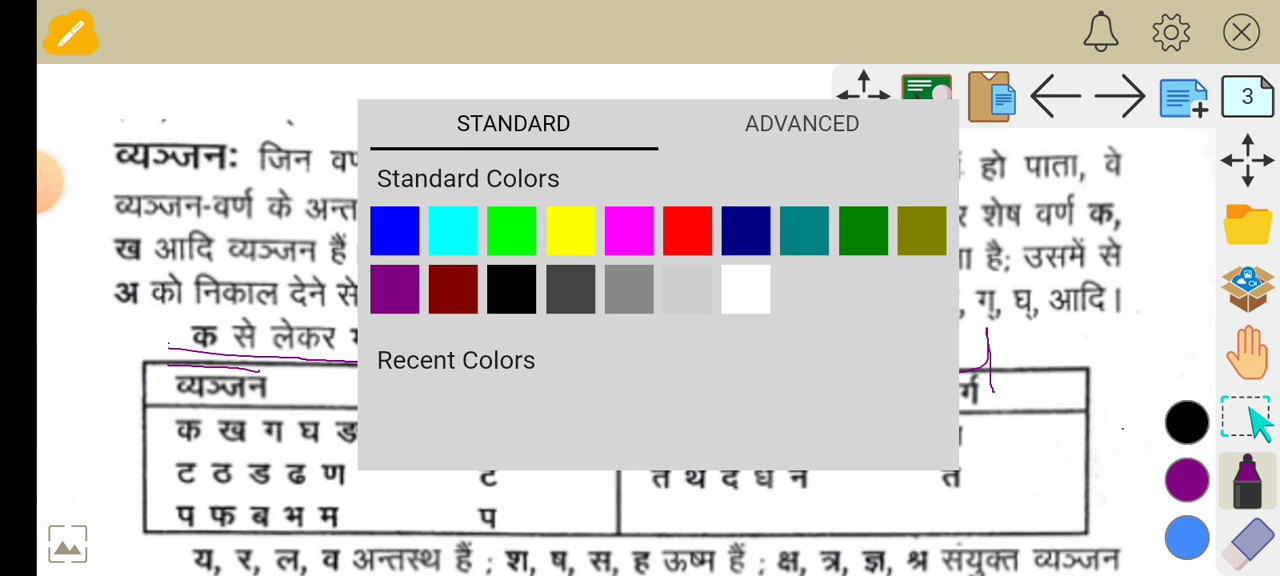 3
STANDARD ADVANCED
Standard Colors
Recent Colors
व्यञ्जन: जिन हो पाता, वे
व्यञ्जन-वर्ण के शेष वर्ण क,
ख आदि व्यञ्जन हैं है; उसमें से
अ को निकाल देने से ग्, घ्, आदि।
क से लेकर
व्यञ्जन
क ख ग घ ङ
ट ठ ड ढ ण ट त थ द ध न त
प फ ब भ म प
य, र, ल, व अन्तस्थ हैं ; श, ष, स, ह ऊष्म हैं ; क्ष, त्र, ज्ञ, श्र संयुक्त व्यञ्जन